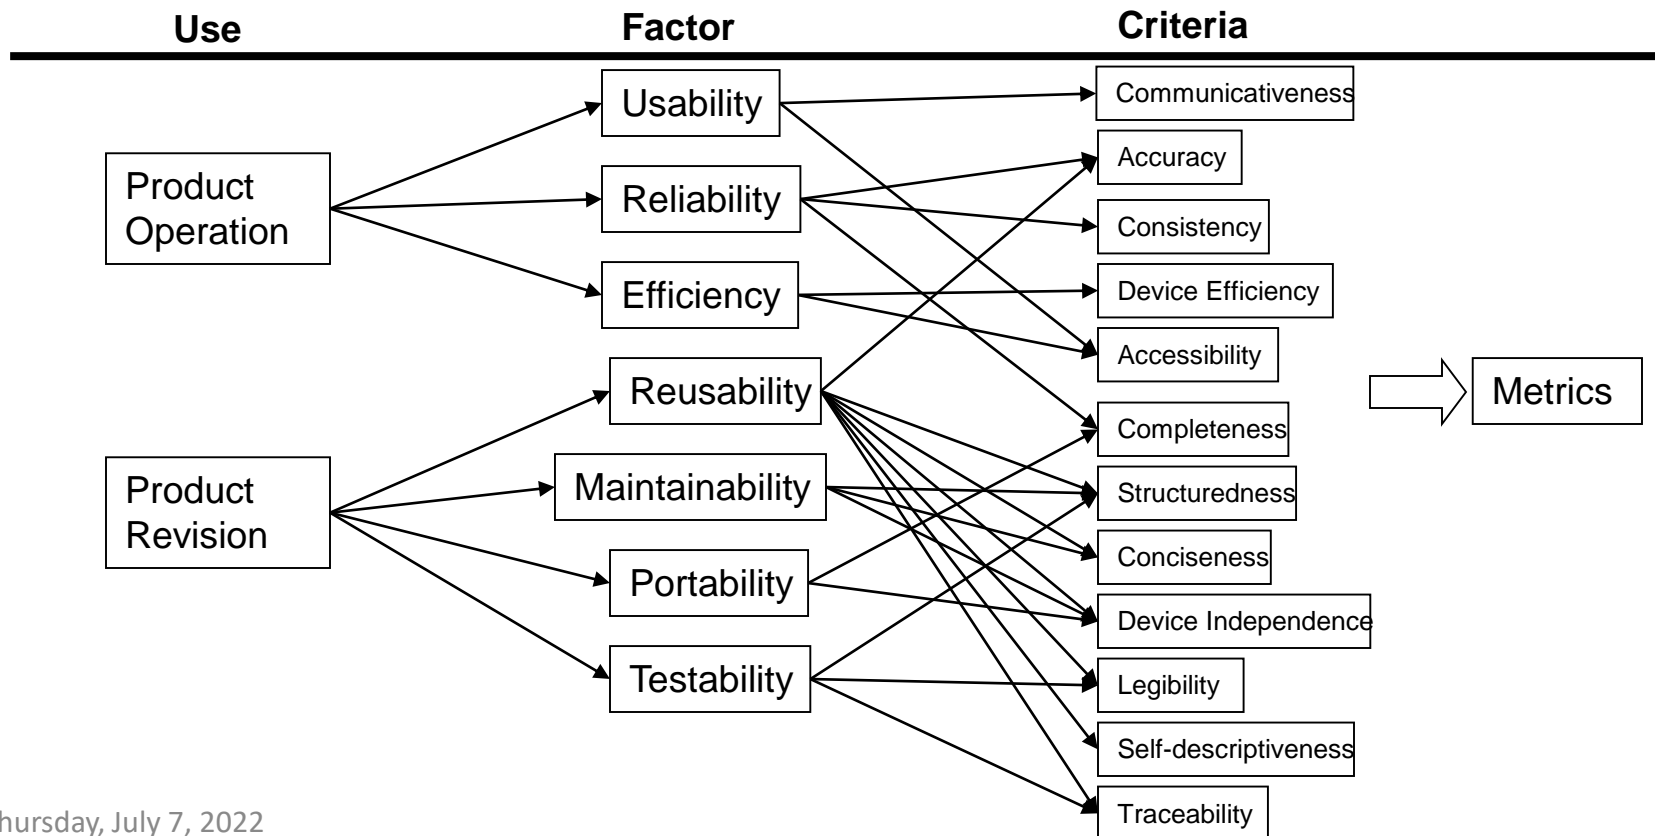 Use
Factor
Criteria
Product
Operation
Product
Revision
Usability
Reliability
Efficiency
Reusability
Maintainability
Portability
Testability
Communicativeness
Accuracy
Consistency
Device Efficiency
Accessibility
Completeness
Structuredness
Conciseness
Device Independence
Legibility
Self-descriptiveness
Traceability
Metrics
hursday, July 7, 2022